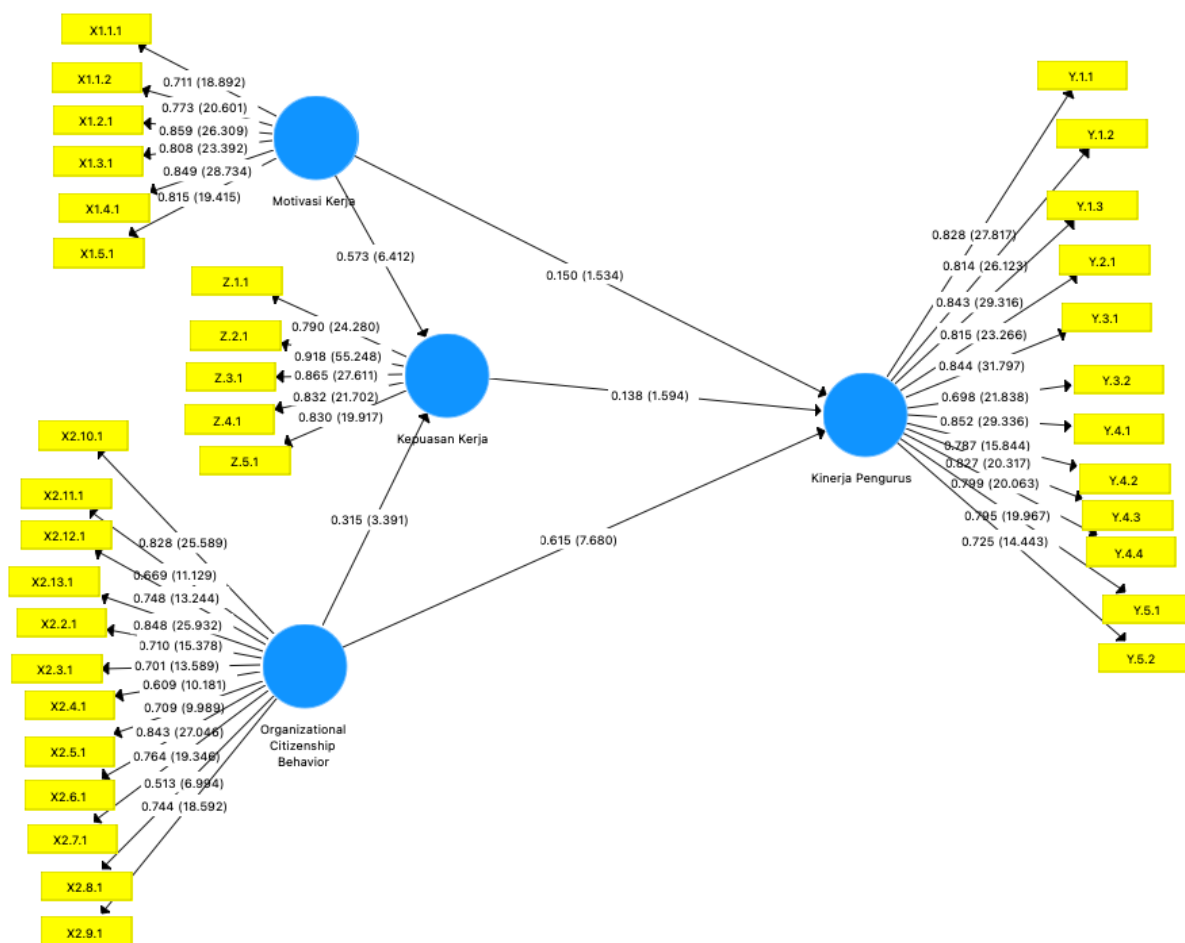 X1.1.1
X1.1.2
X1.2.1
X1.3.1
X1.4.1
X1.5.1
0.711 (18.892)
0.773 (20.601)
0.859 (26.309)
0.808 (23.392)
0.849 (28.734)
0.815 (19.415)
Motivasi Kerja
0.573 (6.412)
0.150 (1.534)
Z.1.1
Z.2.1
Z.3.1
Z.4.1
Z.5.1
0.790 (24.280)
0.918 (55.248)
0.865 (27.611)
0.832 (21.702)
0.830 (19.917)
Kepuasan Kerja
0.138 (1.594)
0.315 (3.391)
0.615 (7.680)
X2.10.1
X2.11.1
X2.12.1
X2.13.1
X2.2.1
X2.3.1
X2.4.1
X2.5.1
X2.6.1
X2.7.1
X2.8.1
X2.9.1
0.828 (25.589)
0.669 (11.129)
0.748 (13.244)
0.848 (25.932)
0.710 (15.378)
0.701 (13.589)
0.609 (10.181)
0.709 (9.989)
0.843 (27.046)
0.764 (19.346)
0.513 (6.994)
0.744 (18.592)
Organizational
Citizenship
Behavior
Kinerja Pengurus
0.828 (27.817)
0.814 (26.123)
0.843 (29.316)
0.815 (23.266)
0.844 (31.797)
0.698 (21.838)
0.852 (29.336)
0.787 (15.844)
0.827 (20.317)
0.799 (20.063)
0.795 (19.967)
0.725 (14.443)
Y.1.1
Y.1.2
Y.1.3
Y.2.1
Y.3.1
Y.3.2
Y.4.1
Y.4.2
Y.4.3
Y.4.4
Y.5.1
Y.5.2